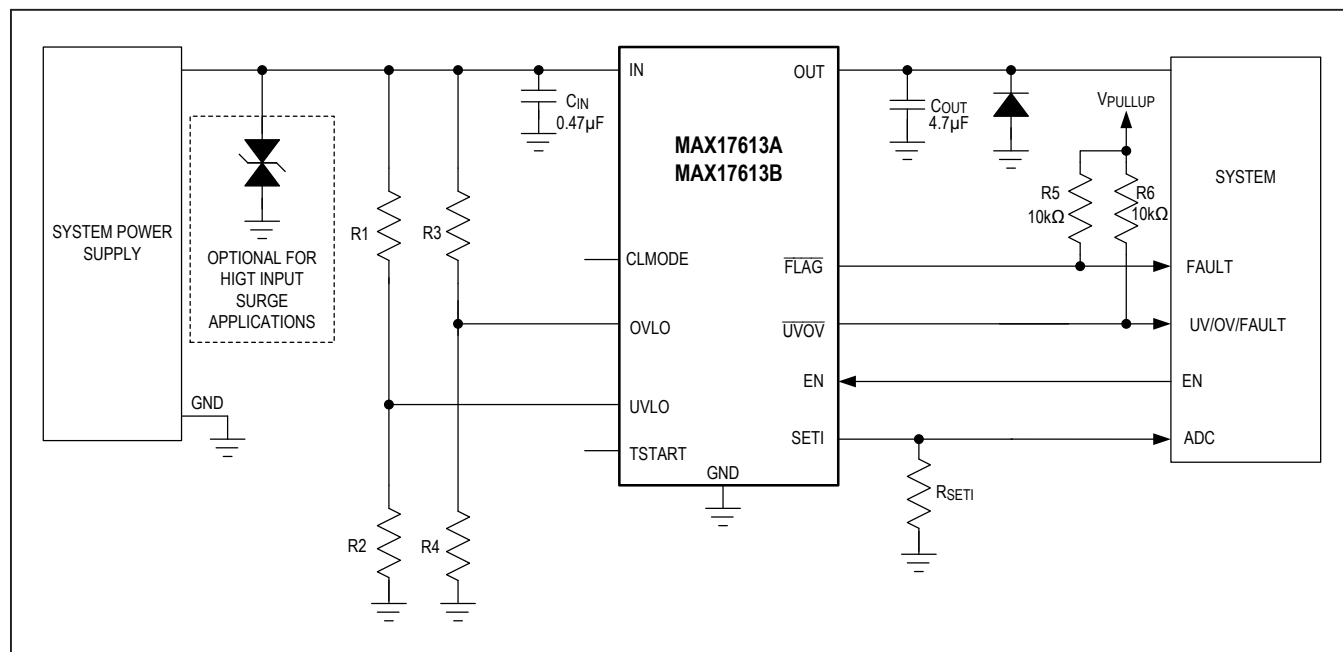 SYSTEM POWER
SUPPLY
GND
OPTIONAL FOR
HIGT INPUT
SURGE
APPLICATIONS
R1
R3
R2
R4
CIN
0.47µF
IN
OUT
MAX17613A
MAX17613B
CLMODE
OVLO
UVLO
TSTART
FLAG
UVOV
EN
SETI
GND
COUT
4.7µF
VPULLUP
R5
10kΩ
R6
10kΩ
RSETI
SYSTEM
FAULT
UV/OV/FAULT
EN
ADC